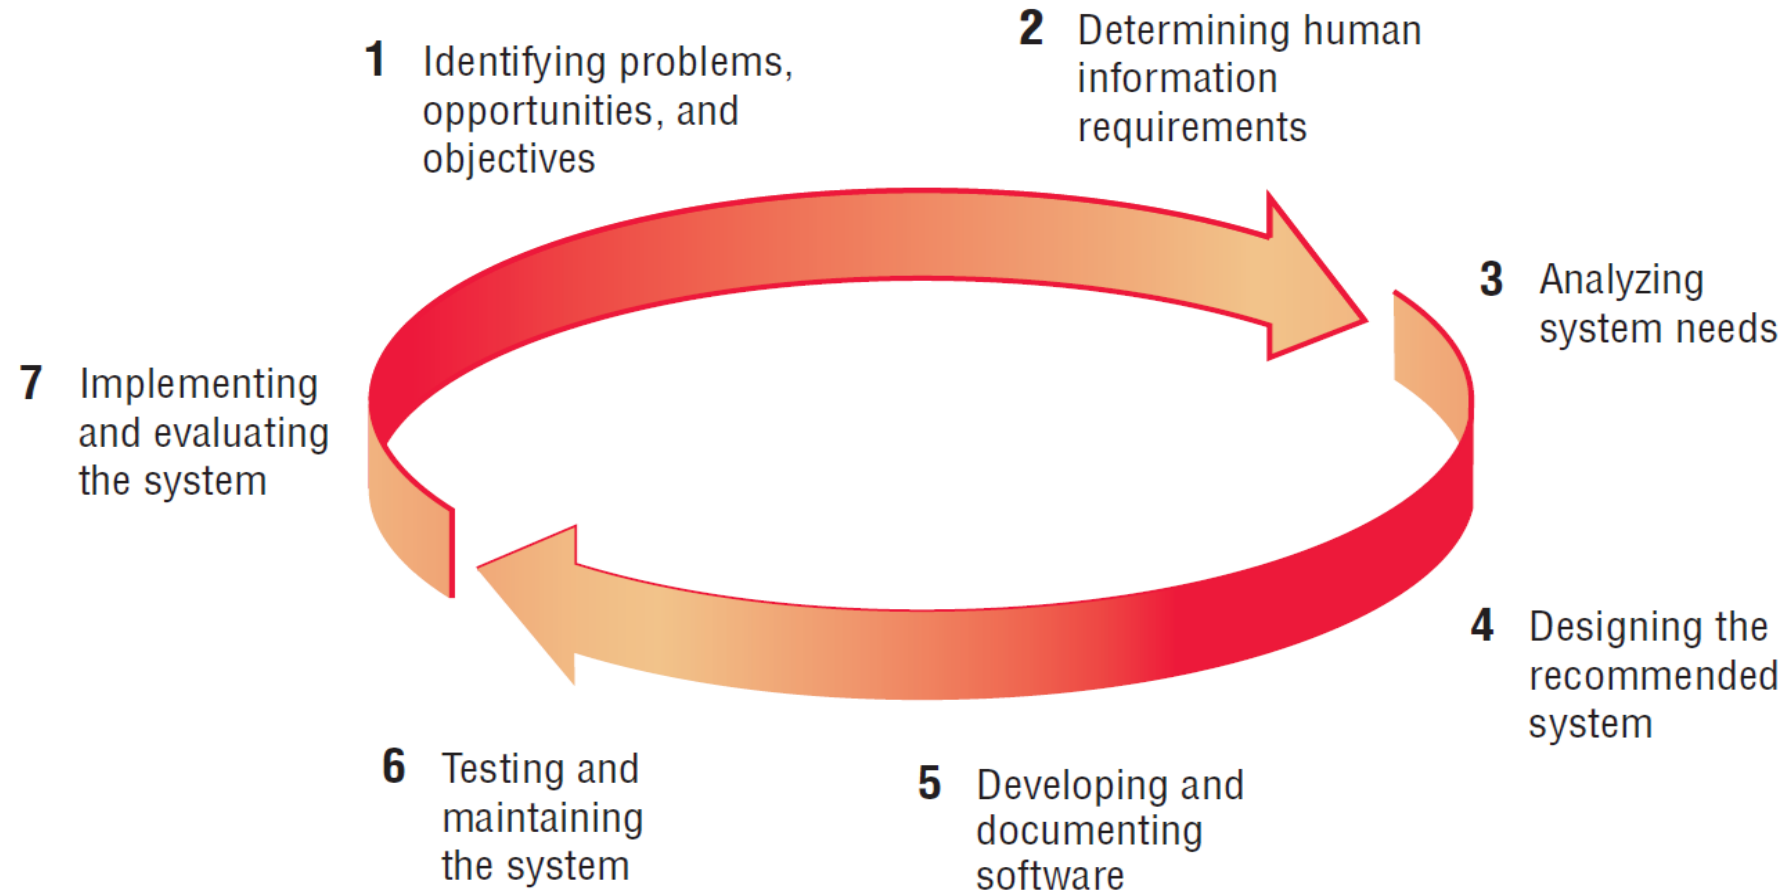 1 Identifying problems,
opportunities, and
objectives
2 Determining human
information
requirements
3 Analyzing
system needs
4 Designing the
recommended
system
5 Developing and
documenting
software
6 Testing and
maintaining
the system
7 Implementing
and evaluating
the system